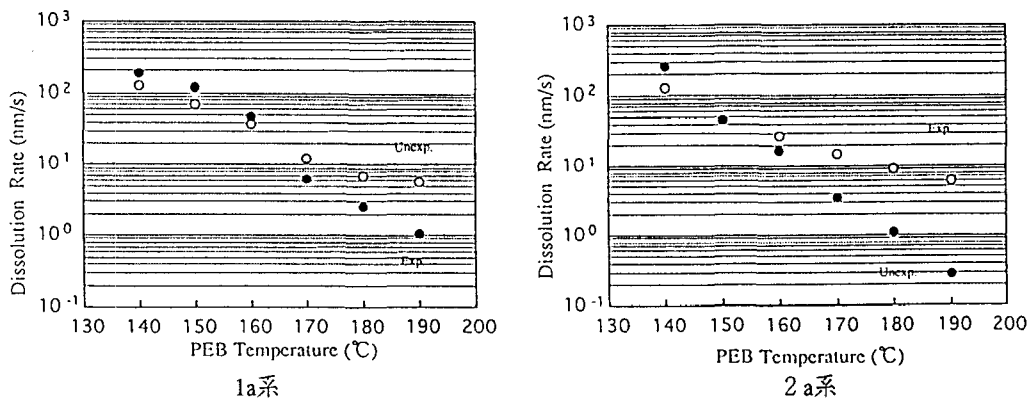 Dissolution Rate (nm/s)
10³
10²
10¹
10⁰
10⁻¹
Unexp.
Exp.
130 140 150 160 170 180 190 200
PEB Temperature (℃)
1a系
Dissolution Rate (nm/s)
10³
10²
10¹
10⁰
10⁻¹
Exp.
Unexp.
130 140 150 160 170 180 190 200
PEB Temperature (℃)
2a系